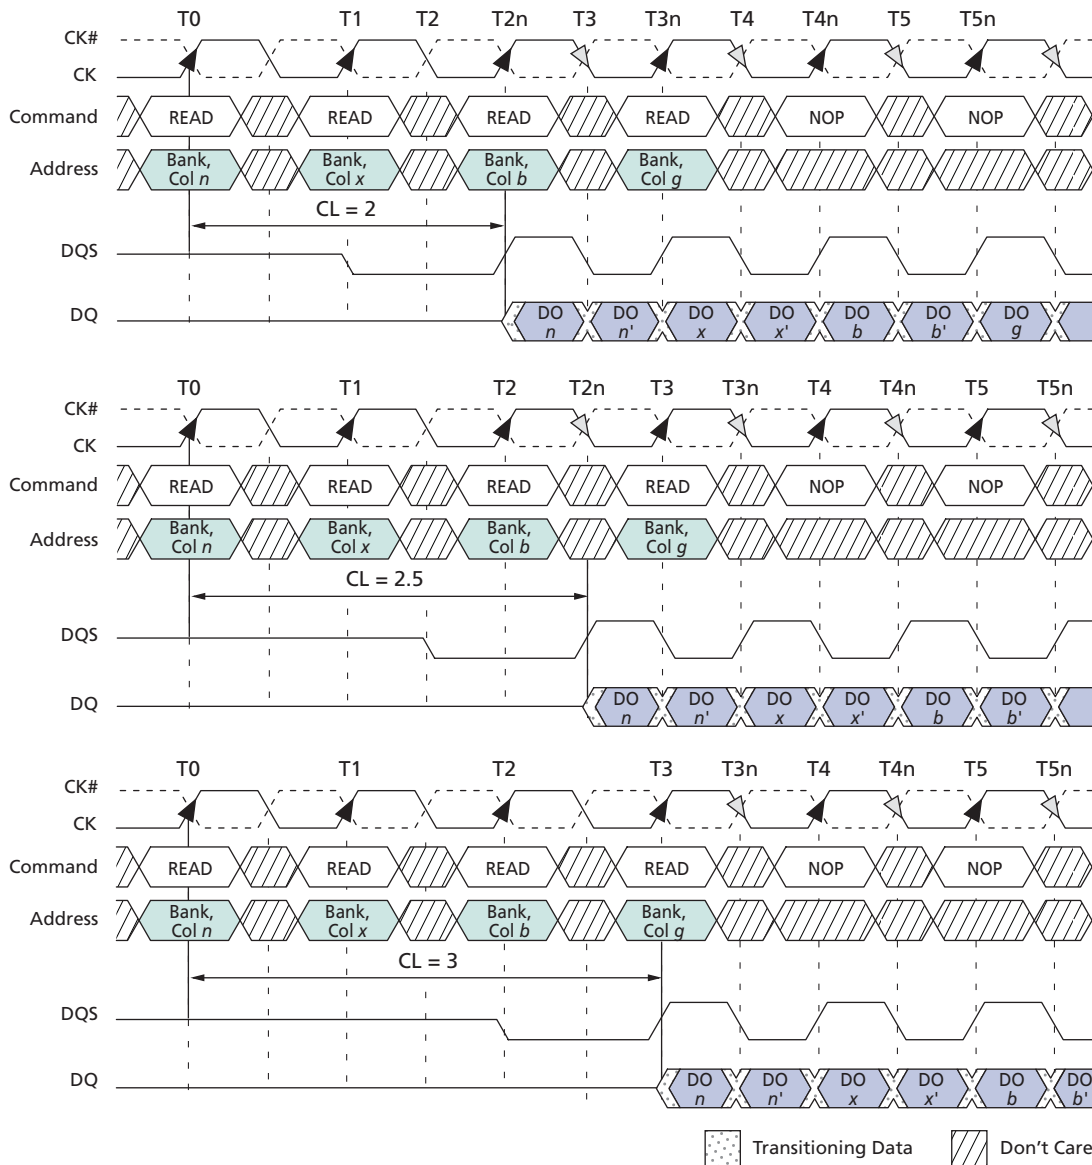 T0 T1 T2 T2n T3 T3n T4 T4n T5 T5n
CK#
CK
Command READ READ READ READ NOP NOP
Address Bank, Col n Bank, Col x Bank, Col b Bank, Col g
CL = 2
DQS
DQ DO n DO n' DO x DO x' DO b DO b' DO g
T0 T1 T2 T2n T3 T3n T4 T4n T5 T5n
CK#
CK
Command READ READ READ READ NOP NOP
Address Bank, Col n Bank, Col x Bank, Col b Bank, Col g
CL = 2.5
DQS
DQ DO n DO n' DO x DO x' DO b DO b'
T0 T1 T2 T3 T3n T4 T4n T5 T5n
CK#
CK
Command READ READ READ READ NOP NOP
Address Bank, Col n Bank, Col x Bank, Col b Bank, Col g
CL = 3
DQS
DQ DO n DO n' DO x DO x' DO b DO b'
Transitioning Data Don't Care